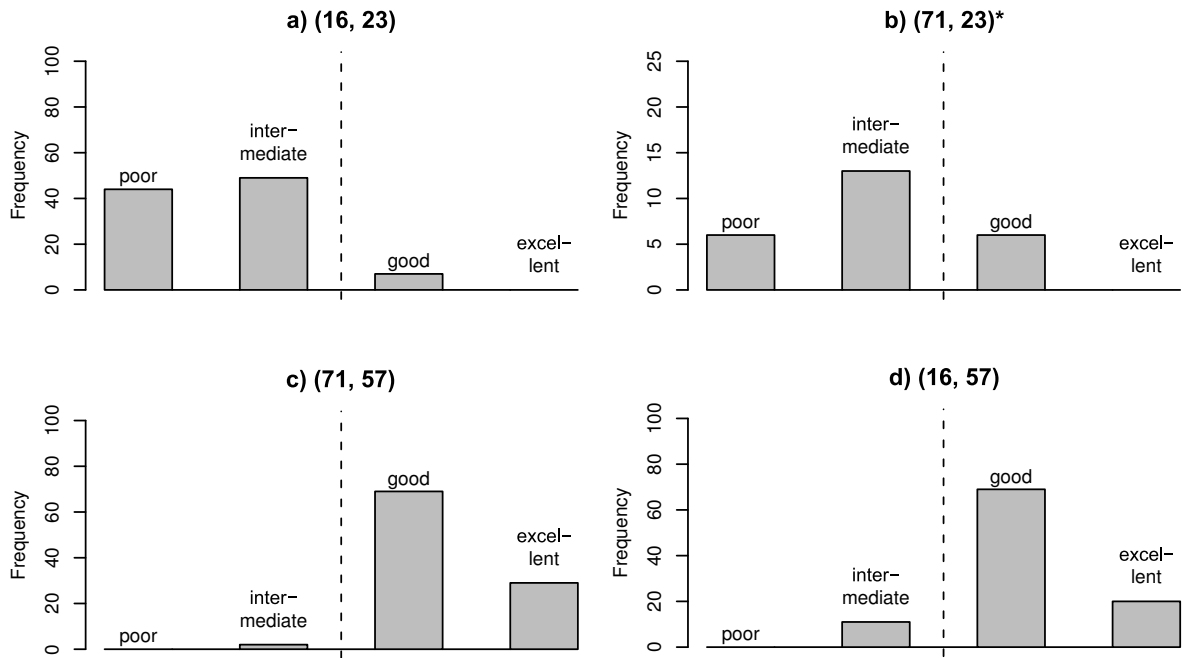 a) (16, 23)
Frequency
0
20
40
60
80
100
poor
inter−
mediate
good
excel−
lent
b) (71, 23)*
Frequency
0
5
10
15
20
25
poor
inter−
mediate
good
excel−
lent
c) (71, 57)
Frequency
0
20
40
60
80
100
poor
inter−
mediate
good
excel−
lent
d) (16, 57)
Frequency
0
20
40
60
80
100
poor
inter−
mediate
good
excel−
lent